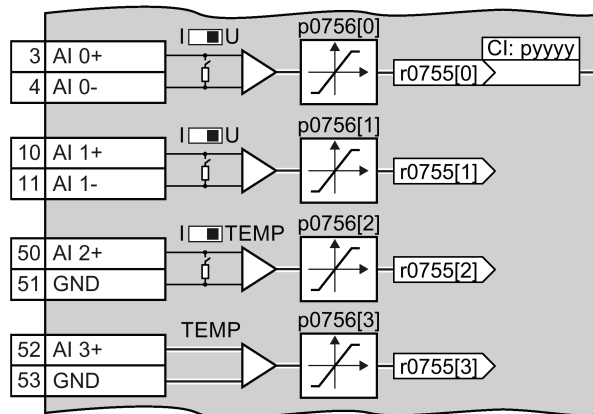 I U p0756[0]
3 AI 0+
4 AI 0-
r0755[0]
CI: pyyyy
I U p0756[1]
10 AI 1+
11 AI 1-
r0755[1]
I TEMP p0756[2]
50 AI 2+
51 GND
r0755[2]
TEMP p0756[3]
52 AI 3+
53 GND
r0755[3]